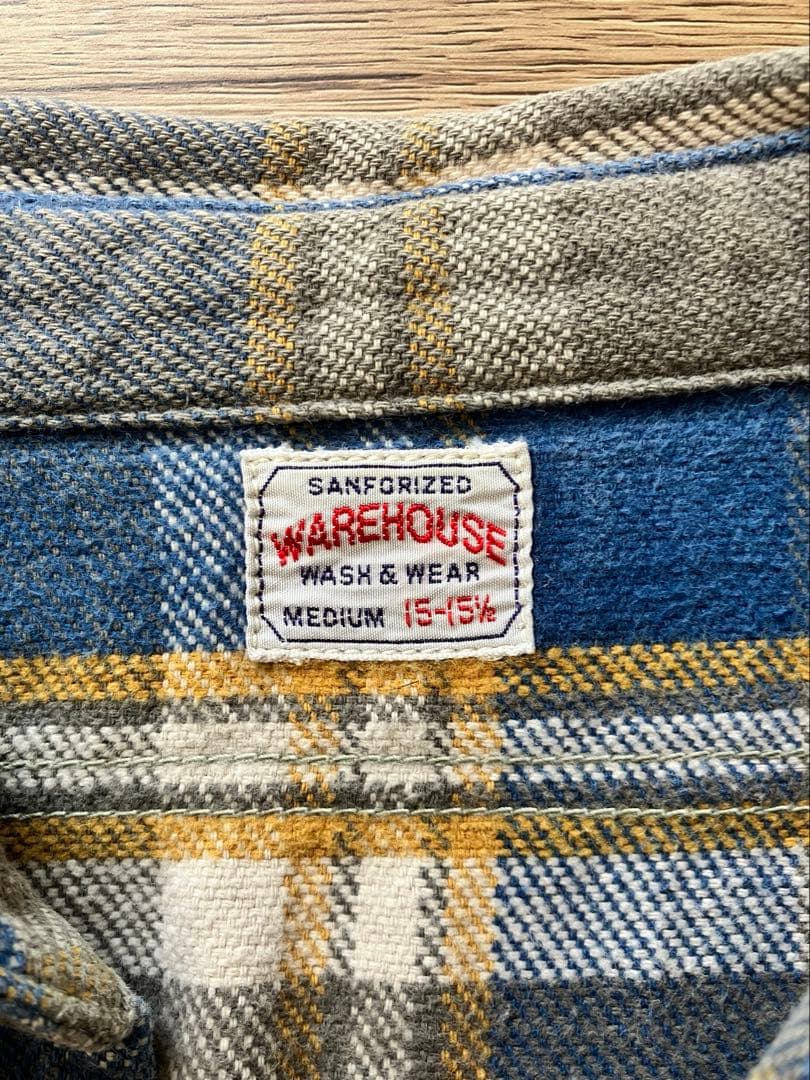 SANFORIZED
WAREHOUSE
WASH & WEAR
MEDIUM 15-15½